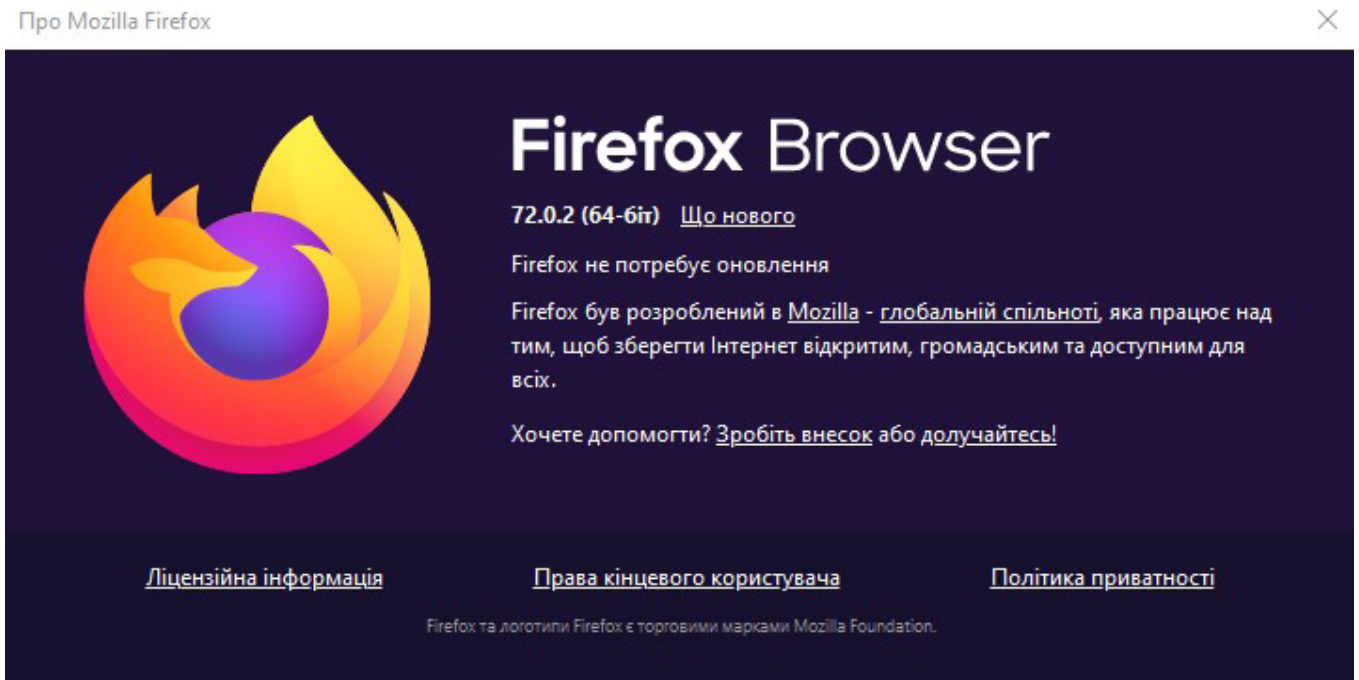 Про Mozilla Firefox
Firefox Browser
72.0.2 (64-біт) Що нового
Firefox не потребує оновлення
Firefox був розроблений в Mozilla - глобальній спільноті, яка працює над
тим, щоб зберегти Інтернет відкритим, громадським та доступним для
всіх.
Хочете допомогти? Зробіть внесок або долучайтесь!
Ліцензійна інформація
Права кінцевого користувача
Політика приватності
Firefox та логотипи Firefox є торговими марками Mozilla Foundation.